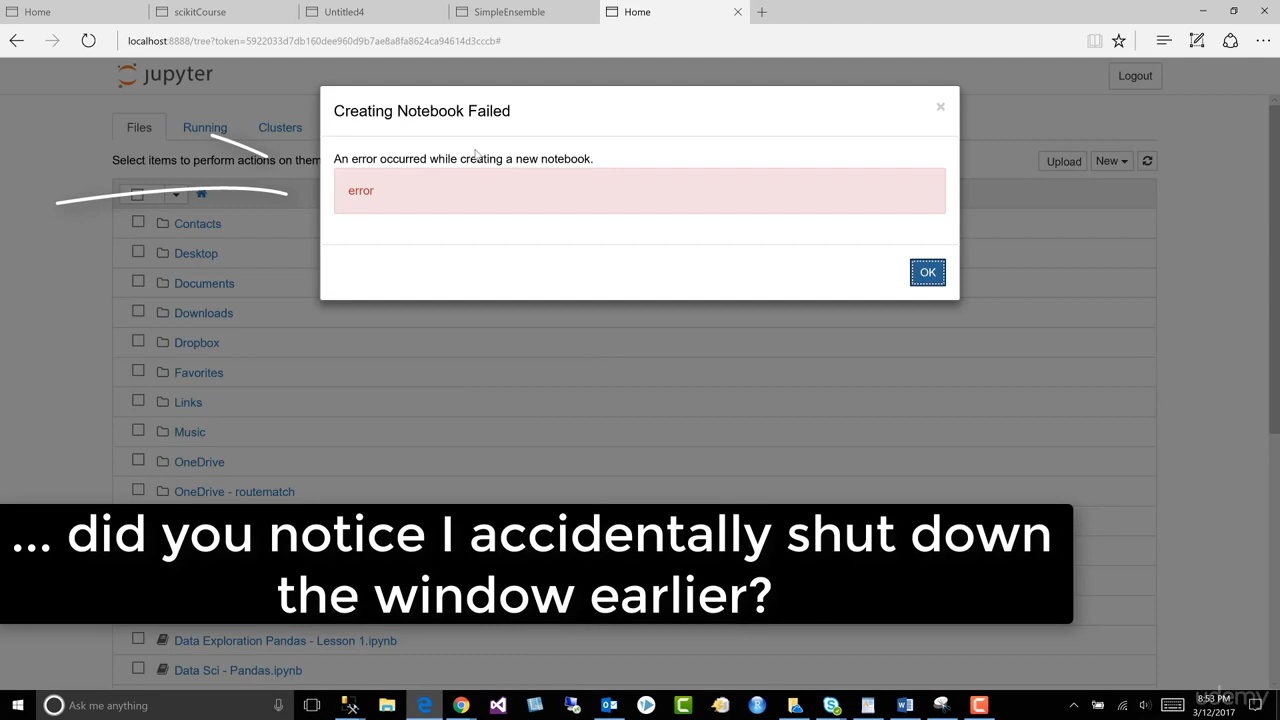 Home
scikitCourse
Untitled4
SimpleEnsemble
Home
localhost:8888/tree?token=5922033d7db160dee960d9b7ae8a8fa8624ca94614d3cccb#
jupyter
Logout
Creating Notebook Failed
Files
Running
Clusters
An error occurred while creating a new notebook.
Select items to perform actions on them
Upload
New
error
Contacts
Desktop
OK
Documents
Downloads
Dropbox
Favorites
Links
Music
OneDrive
OneDrive - routematch
... did you notice I accidentally shut down
the window earlier?
Data Exploration Pandas - Lesson 1.ipynb
Data Sci - Pandas.ipynb
Ask me anything
8:53 PM
3/12/2017
udemy